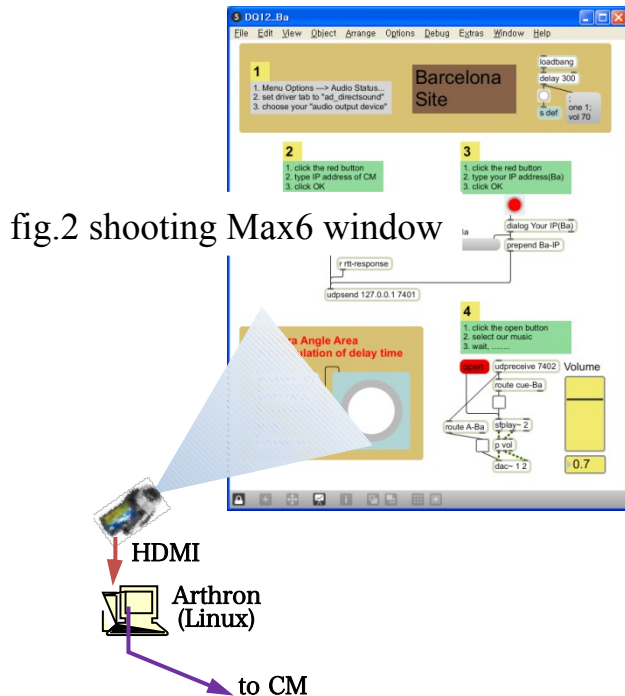 DQ12_Ba
File Edit View Object Arrange Options Debug Extras Window Help
1
1. Menu Options ---> Audio Status...
2. set driver tab to "ad_directsound"
3. choose your "audio output device"
Barcelona
Site
loadbang
delay 300
s def
;
one 1;
vol 70
2
1. click the red button
2. type IP address of CM
3. click OK
3
1. click the red button
2. type your IP address(Ba)
3. click OK
fig.2 shooting Max6 window
dialog Your IP(Ba)
prepend Ba-IP
r rtt-response
udpsend 127.0.0.1 7401
Angle Area
of delay time
4
1. click the open button
2. select our music
3. wait, ........
open
udpreceive 7402
Volume
route cue-Ba
route A-Ba
sfplay~ 2
p vol
dac~ 1 2
0.7
HDMI
Arthron
(Linux)
to CM